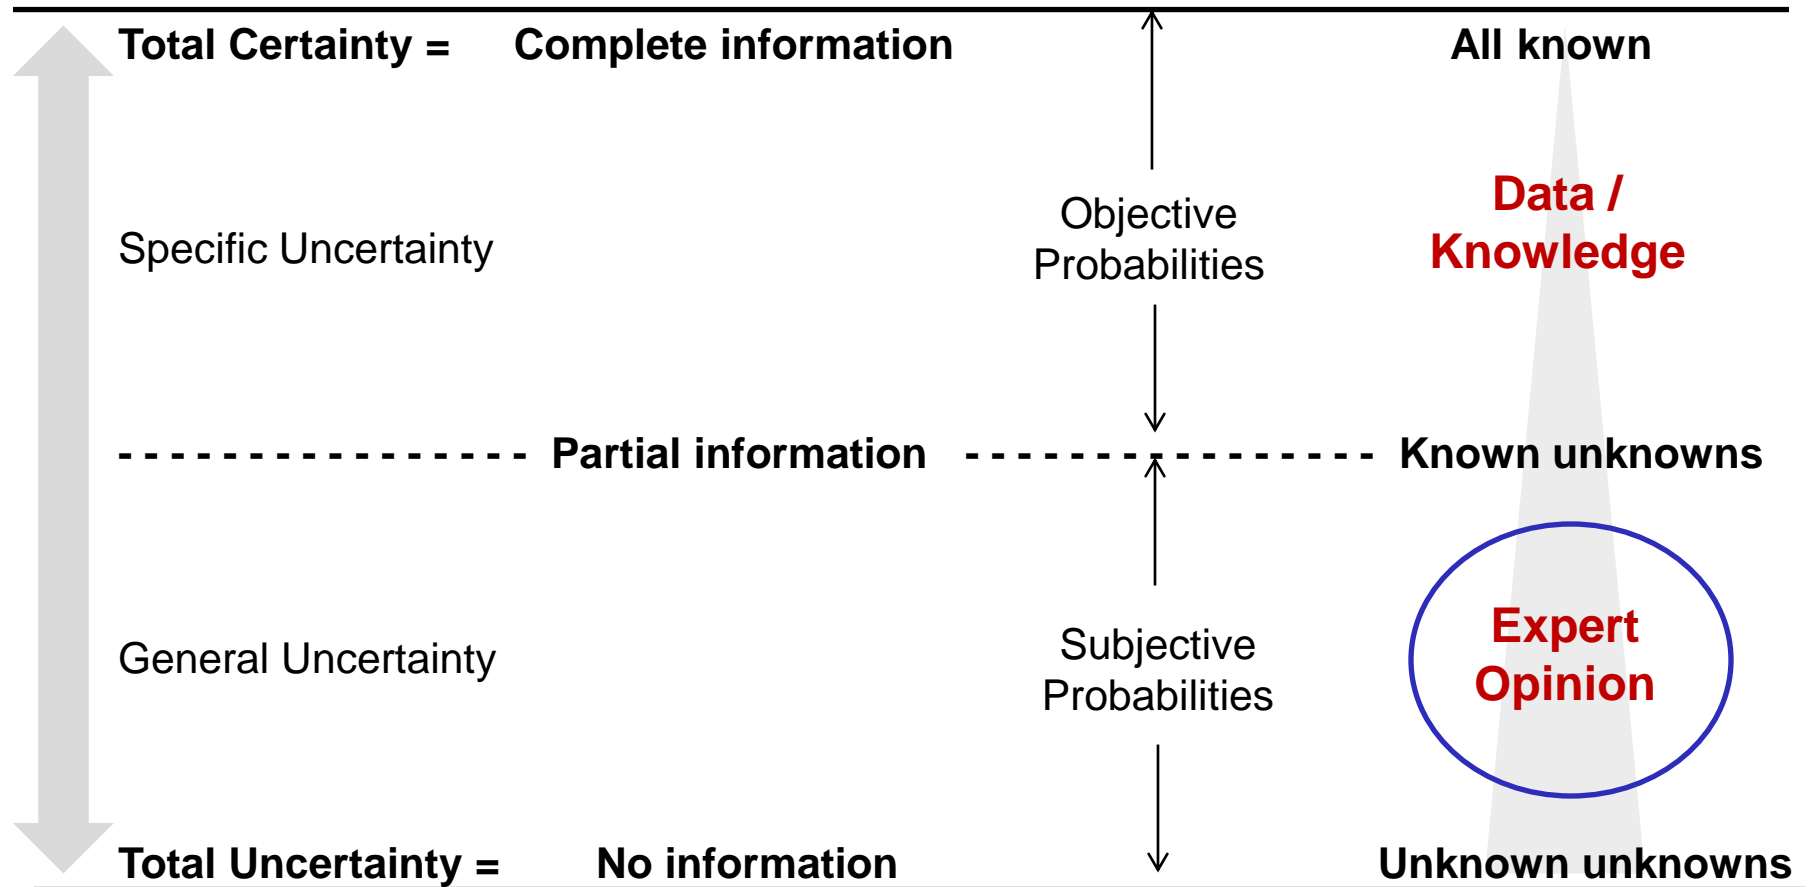 Total Certainty = Complete information All known
Data /
Objective
Specific Uncertainty Knowledge
Probabilities
- - - - - - - - - - - - - - - - Partial information - - - - - - - - - - - - - - - - Known unknowns
Expert
Subjective
General Uncertainty Opinion
Probabilities
Total Uncertainty = No information Unknown unknowns